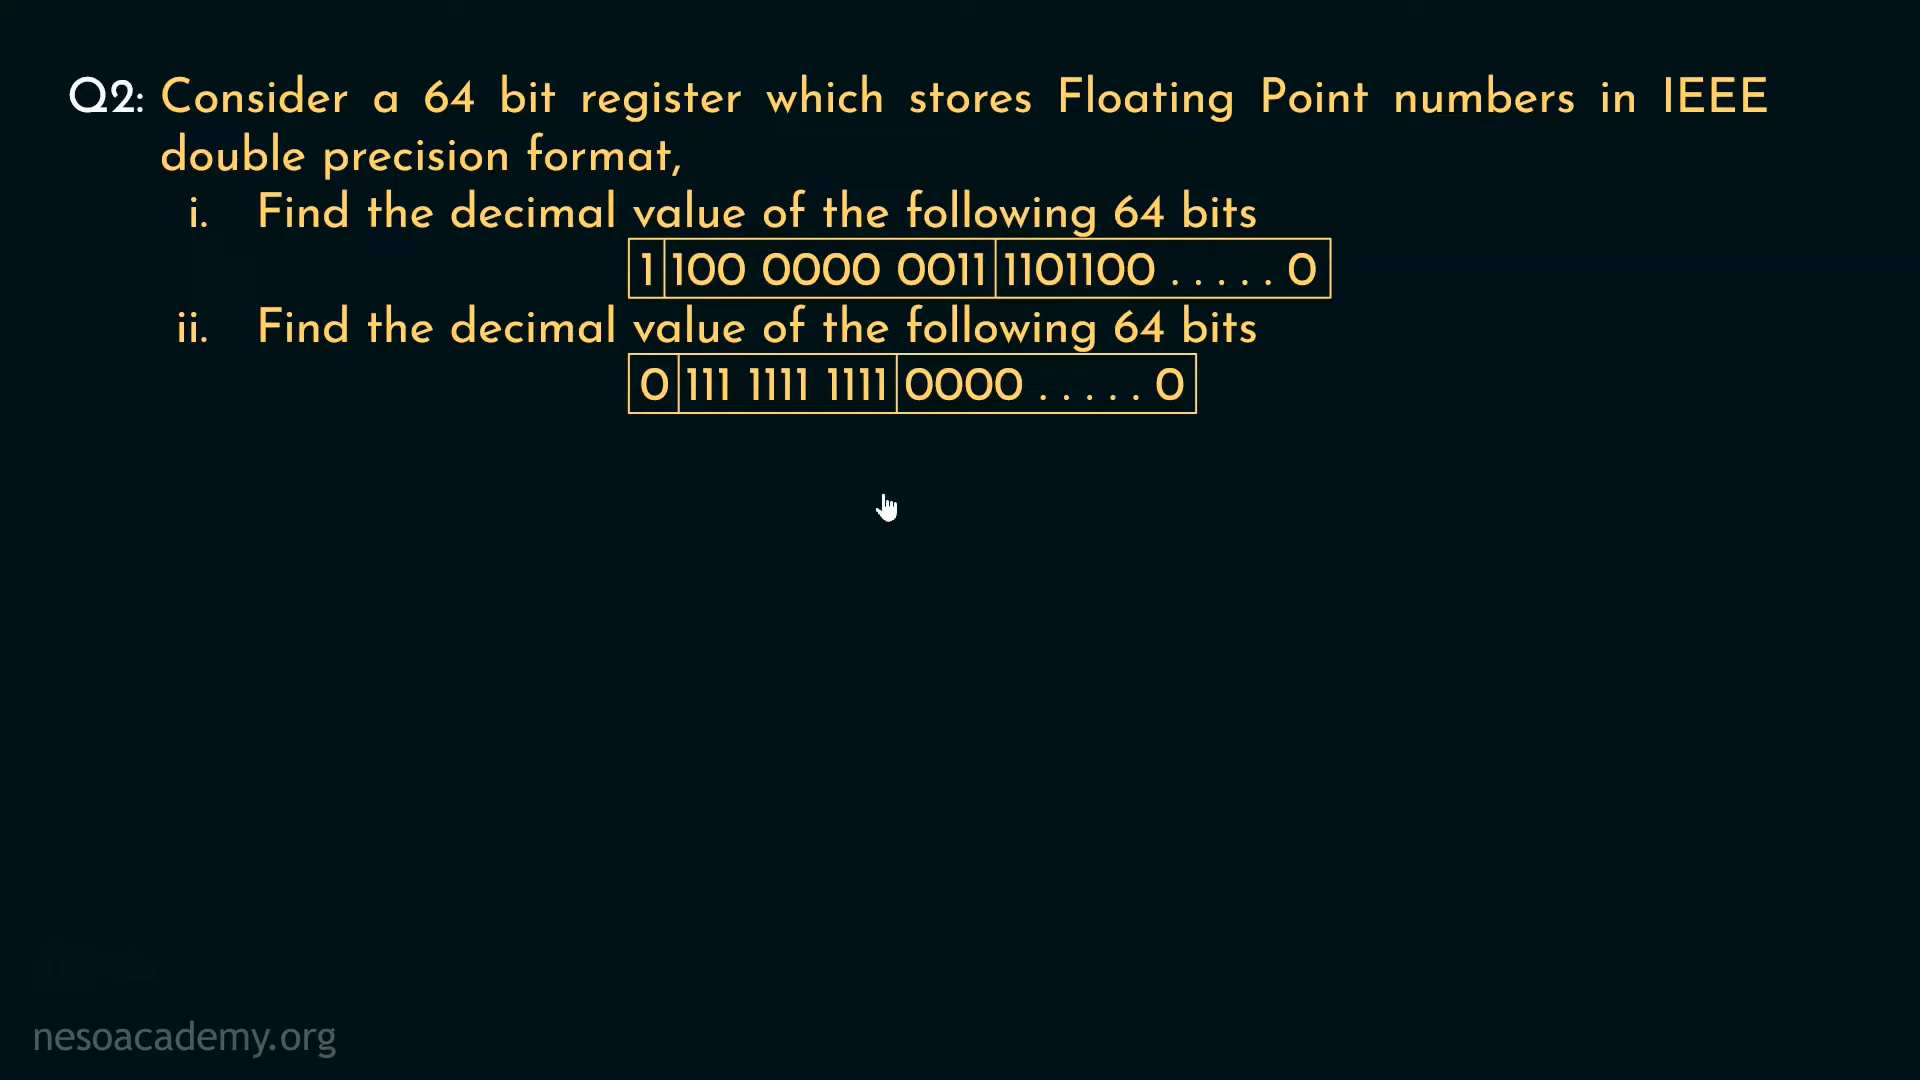 Q2: Consider a 64 bit register which stores Floating Point numbers in IEEE
double precision format,
i. Find the decimal value of the following 64 bits
1 100 0000 0011 1101100 . . . . . 0
ii. Find the decimal value of the following 64 bits
0 111 1111 1111 0000 . . . . . 0
nesoacademy.org